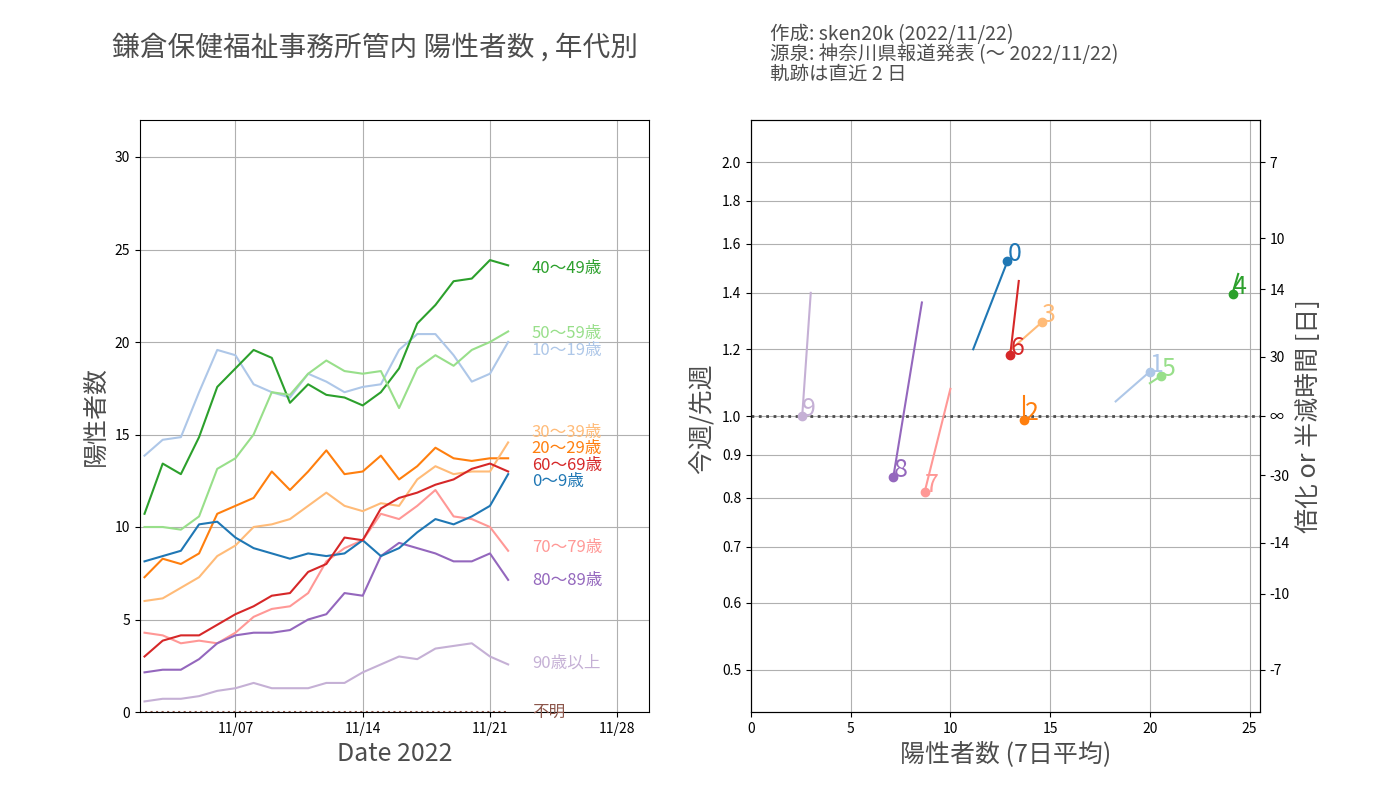 鎌倉保健福祉事務所管内 陽性者数 , 年代別
作成: sken20k (2022/11/22)
源泉: 神奈川県報道発表 (〜 2022/11/22)
軌跡は直近 2 日
陽性者数
30
25
20
15
10
5
0
40〜49歳
50〜59歳
10〜19歳
30〜39歳
20〜29歳
60〜69歳
0〜9歳
70〜79歳
80〜89歳
90歳以上
不明
11/07
11/14
11/21
11/28
Date 2022
今週/先週
2.0
1.8
1.6
1.4
1.2
1.0
0.9
0.8
0.7
0.6
0.5
0
4
3
6
1
5
9
2
8
7
7
10
14
30
∞
-30
-14
-10
-7
倍化 or 半減時間 [日]
0
5
10
15
20
25
陽性者数 (7日平均)